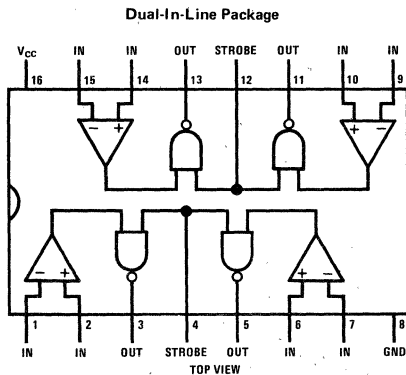 Dual-In-Line Package
VCC IN IN OUT STROBE OUT IN IN
16 15 14 13 12 11 10 9
− + + −
− + + −
1 2 3 4 5 6 7 8
IN IN OUT STROBE OUT IN IN GND
TOP VIEW